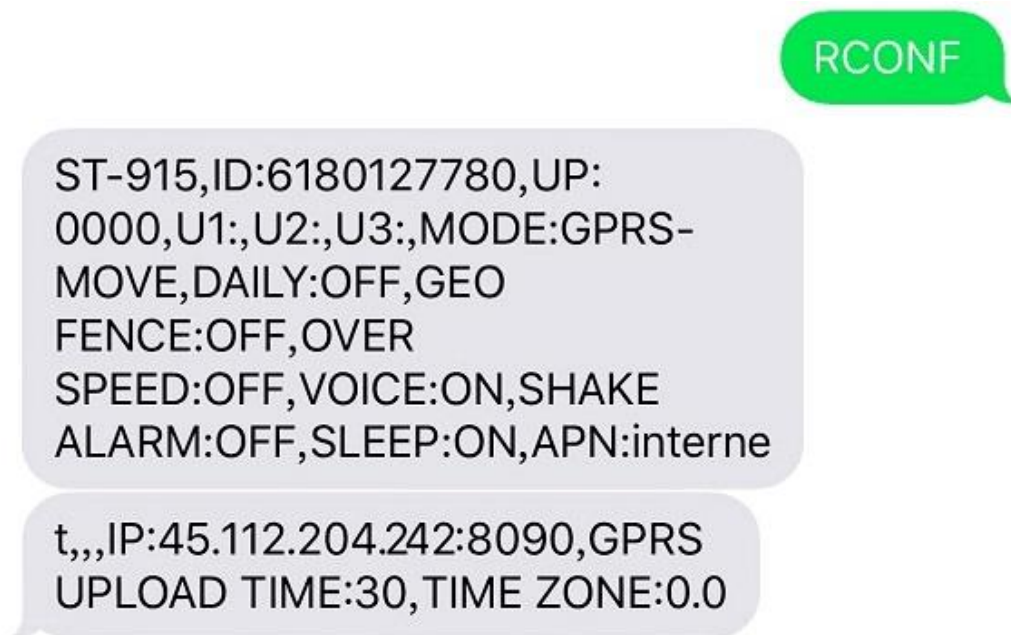 RCONF
ST-915,ID:6180127780,UP:
0000,U1:,U2:,U3:,MODE:GPRS-
MOVE,DAILY:OFF,GEO
FENCE:OFF,OVER
SPEED:OFF,VOICE:ON,SHAKE
ALARM:OFF,SLEEP:ON,APN:interne
t,,,IP:45.112.204.242:8090,GPRS
UPLOAD TIME:30,TIME ZONE:0.0